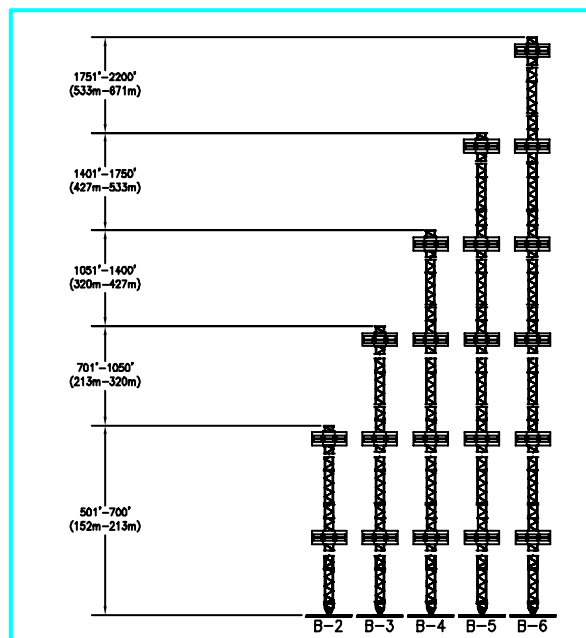 1751'-2200'
(533m-671m)
1401'-1750'
(427m-533m)
1051'-1400'
(320m-427m)
701'-1050'
(213m-320m)
501'-700'
(152m-213m)
B-2 B-3 B-4 B-5 B-6